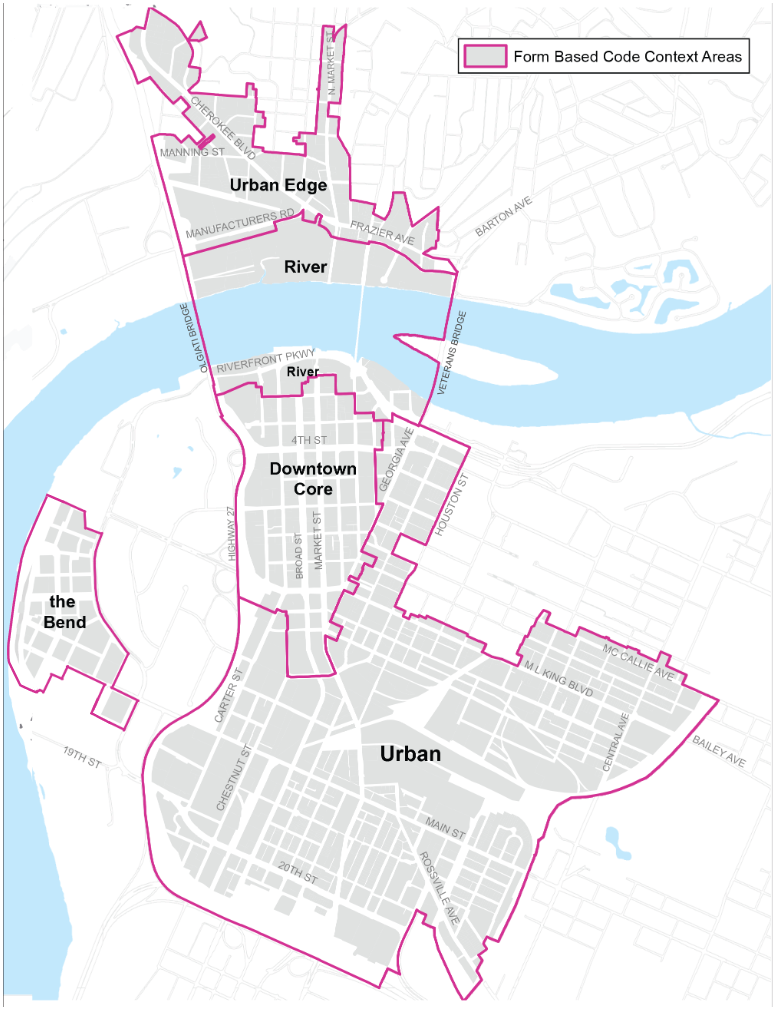 Form Based Code Context Areas
N. MARKET ST
CHEROKEE BLVD
MANNING ST
Urban Edge
MANUFACTURERS RD
FRAZIER AVE
BARTON AVE
River
OLGIATI BRIDGE
VETERANS BRIDGE
RIVERFRONT PKWY
River
4TH ST
GEORGIA AVE
Downtown
Core
HOUSTON ST
HIGHWAY 27
BROAD ST
MARKET ST
the
Bend
MC CALLIE AVE
M L KING BLVD
CARTER ST
CENTRAL AVE
BAILEY AVE
19TH ST
Urban
CHESTNUT ST
MAIN ST
20TH ST
ROSSVILLE AVE